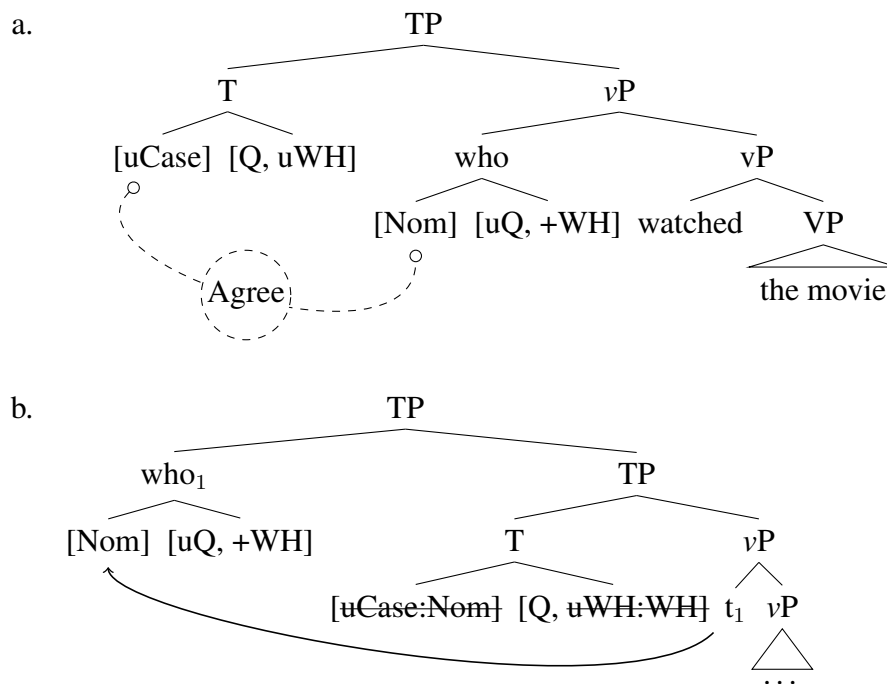 a.
TP
T vP
[uCase] [Q, uWH] who vP
[Nom] [uQ, +WH] watched VP
Agree the movie
b.
TP
who₁ TP
[Nom] [uQ, +WH] T vP
[uCase:Nom] [Q, uWH:WH] t₁ vP
...